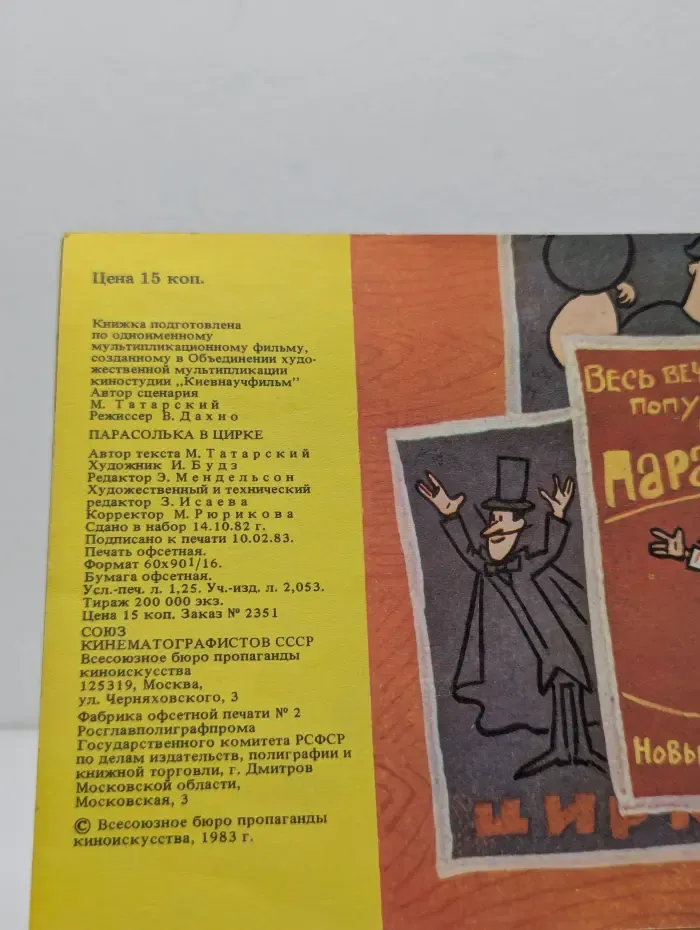 Цена 15 коп.
Книжка подготовлена
по одноименному
мультипликационному фильму,
созданному в Объединении худо-
жественной мультипликации
киностудии „Киевнаучфильм"
Автор сценария
М. Татарский
Режиссер В. Дахно
ПАРАСОЛЬКА В ЦИРКЕ
Автор текста М. Татарский
Художник И. Будз
Редактор Э. Мендельсон
Художественный и технический
редактор З. Исаева
Корректор М. Рюрикова
Сдано в набор 14.10.82 г.
Подписано к печати 10.02.83.
Печать офсетная.
Формат 60х90 1/16.
Бумага офсетная.
Усл.-печ. л. 1,25. Уч.-изд. л. 2,053.
Тираж 200 000 экз.
Цена 15 коп. Заказ № 2351
СОЮЗ
КИНЕМАТОГРАФИСТОВ СССР
Всесоюзное бюро пропаганды
киноискусства
125319, Москва,
ул. Черняховского, 3
Фабрика офсетной печати № 2
Росглавполиграфпрома
Государственного комитета РСФСР
по делам издательств, полиграфии и
книжной торговли, г. Дмитров
Московской области,
Московская, 3
© Всесоюзное бюро пропаганды
киноискусства, 1983 г.
ВЕСЬ ВЕЧ
ПОПУ
ПАРА
НОВЫ
ЦИРК